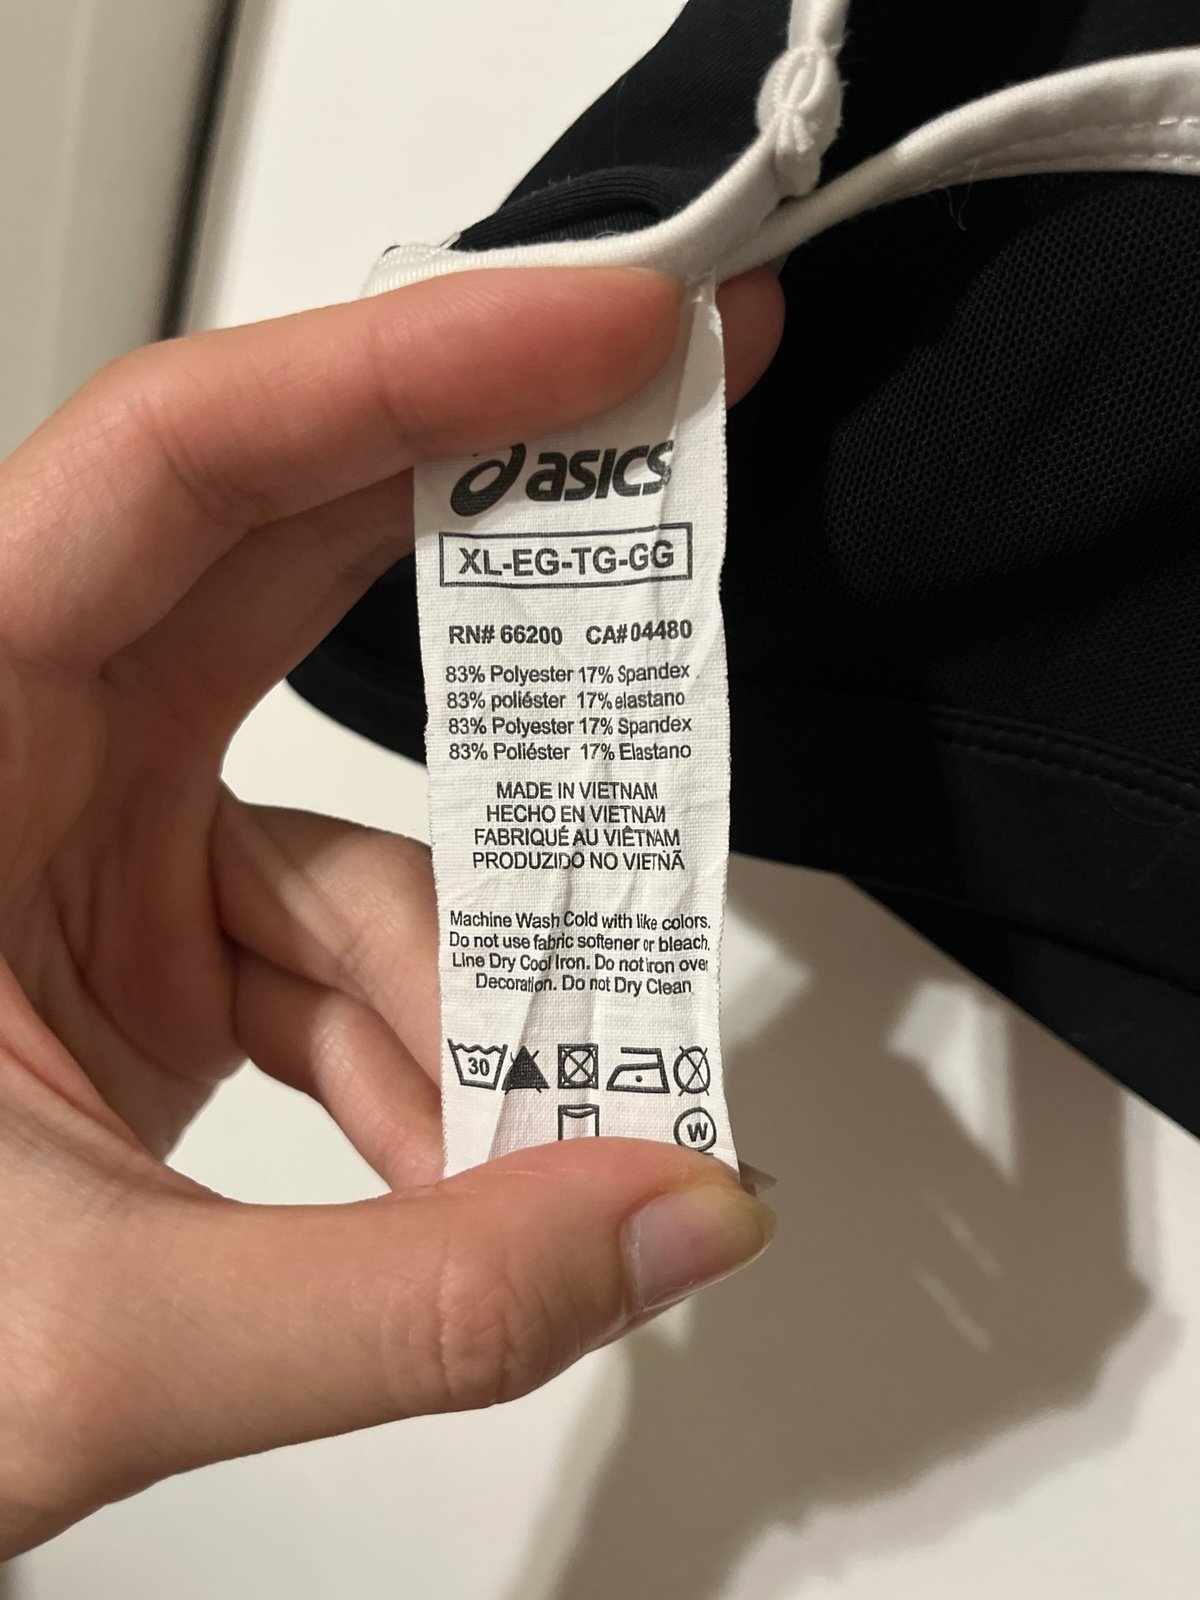 asics
XL-EG-TG-GG
RN# 66200 CA# 04480
83% Polyester 17% Spandex
83% poliéster 17% elastano
83% Polyester 17% Spandex
83% Poliéster 17% Elastano
MADE IN VIETNAM
HECHO EN VIETNAM
FABRIQUÉ AU VIÊTNAM
PRODUZIDO NO VIETNÃ
Machine Wash Cold with like colors.
Do not use fabric softener or bleach.
Line Dry Cool Iron. Do not iron over
Decoration. Do not Dry Clean
30
W